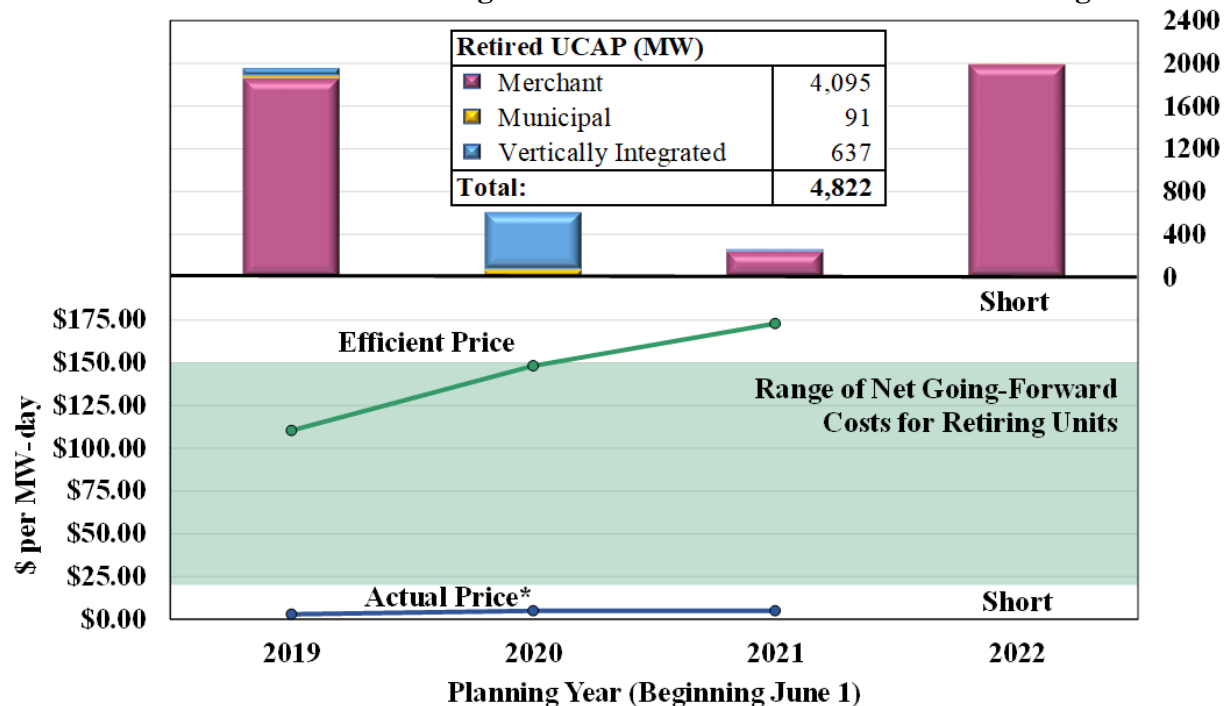 2400
2000
1600
1200
800
400
0
Retired UCAP (MW)
Merchant 4,095
Municipal 91
Vertically Integrated 637
Total: 4,822
Short
$175.00
$150.00
$125.00
$100.00
$75.00
$50.00
$25.00
$0.00
$ per MW-day
Efficient Price
Range of Net Going-Forward
Costs for Retiring Units
Actual Price*
Short
2019 2020 2021 2022
Planning Year (Beginning June 1)